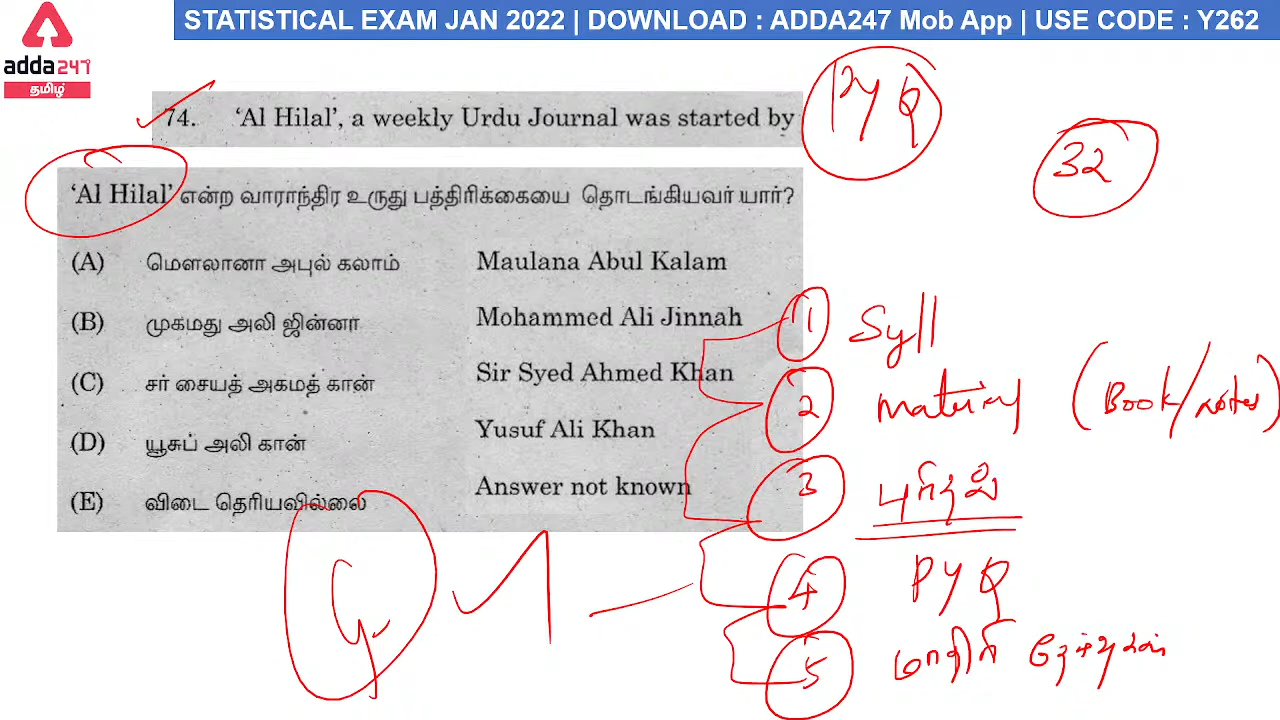 STATISTICAL EXAM JAN 2022 | DOWNLOAD : ADDA247 Mob App | USE CODE : Y262
adda247
தமிழ்
74. 'Al Hilal', a weekly Urdu Journal was started by
PYQ
32
'Al Hilal' என்ற வாராந்திர உருது பத்திரிக்கையை தொடங்கியவர் யார்?
(A) மௌலானா அபுல் கலாம் Maulana Abul Kalam
(B) முகமது அலி ஜின்னா Mohammed Ali Jinnah
(C) சர் சையத் அகமத் கான் Sir Syed Ahmed Khan
(D) யூசுப் அலி கான் Yusuf Ali Khan
(E) விடை தெரியவில்லை Answer not known
1 Syll
2 Material (Book/notes)
3 புரிதல்
4 PYQ
5 மாதிரி